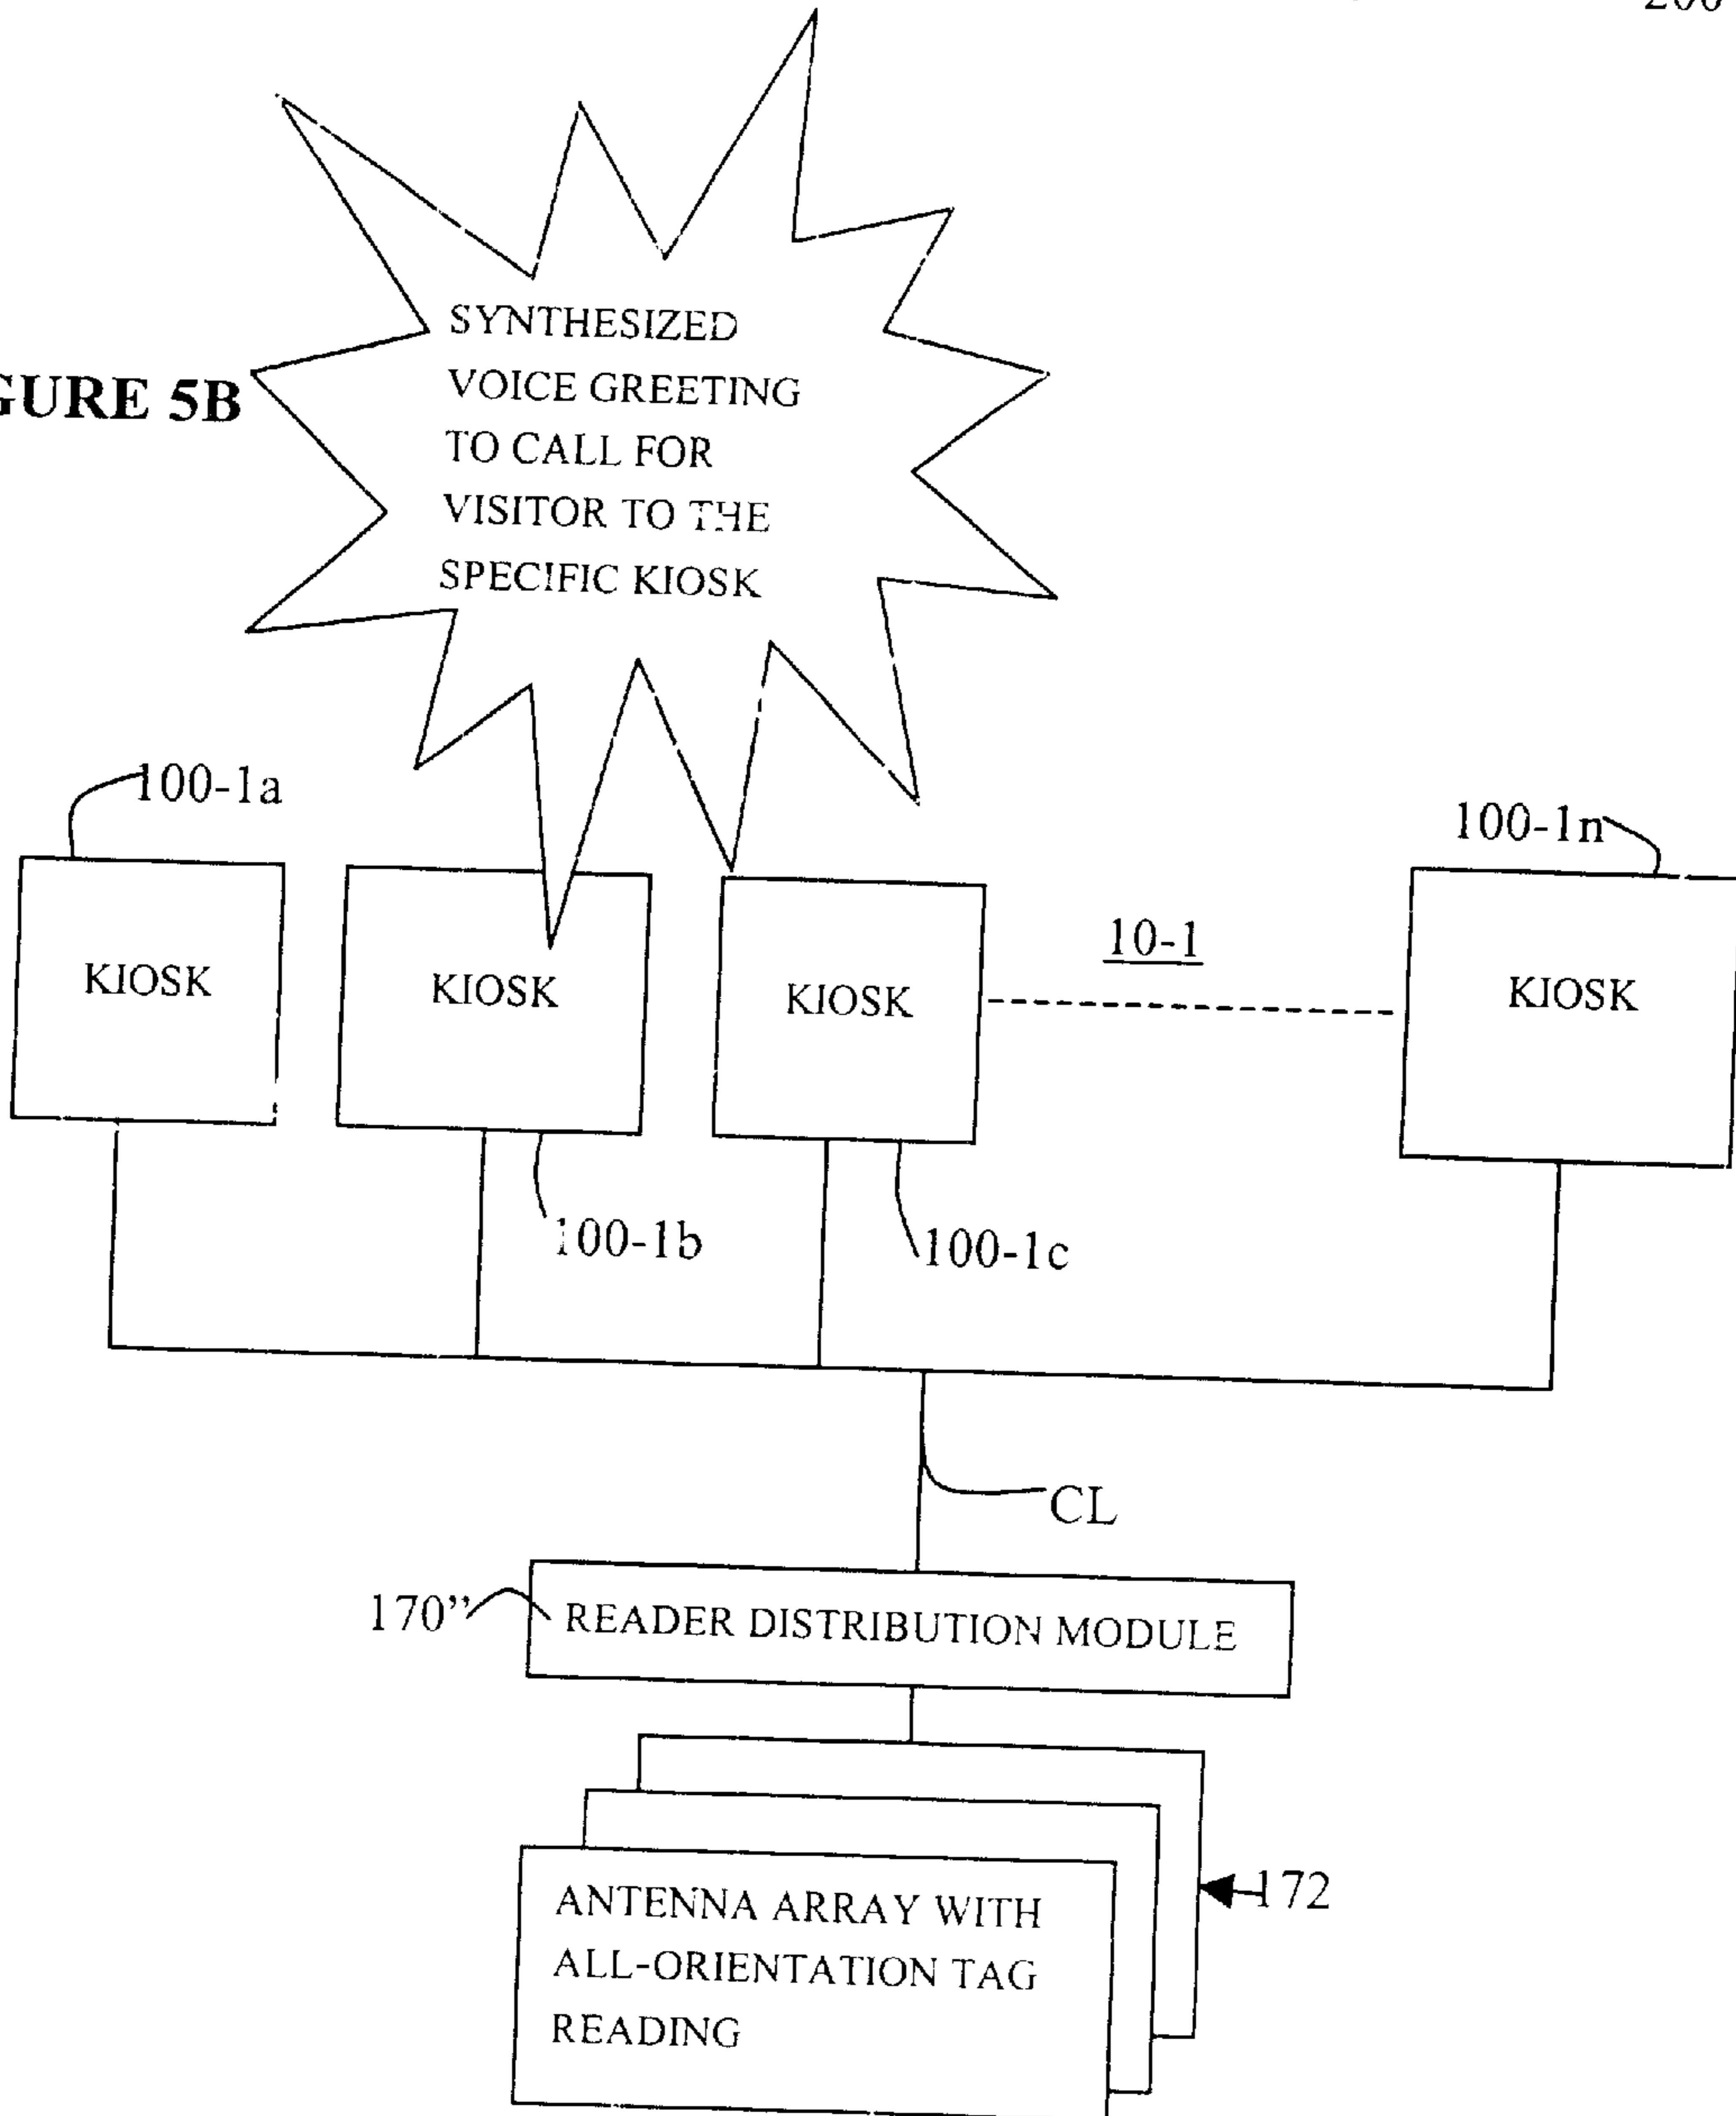 SYNTHESIZED
VOICE GREETING
TO CALL FOR
VISITOR TO THE
SPECIFIC KIOSK
GURE 5B
100-1a
100-1n
KIOSK
KIOSK
KIOSK
10-1
KIOSK
100-1b
100-1c
CL
170”
READER DISTRIBUTION MODULE
172
ANTENNA ARRAY WITH
ALL-ORIENTATION TAG
READING